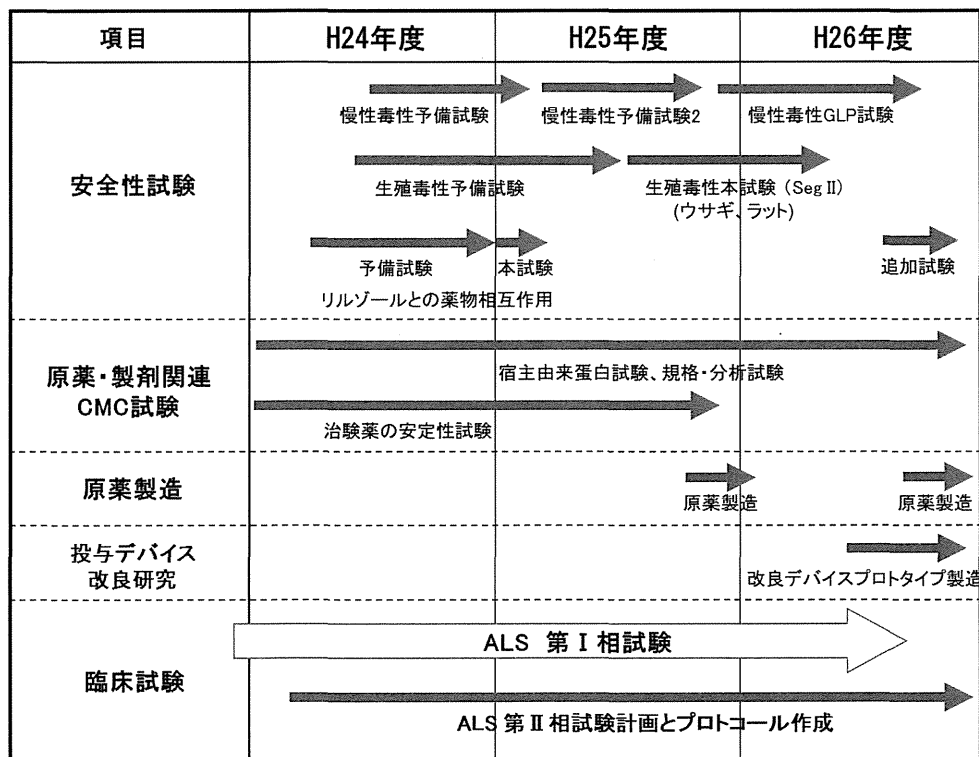 項目 H24年度 H25年度 H26年度
安全性試験
慢性毒性予備試験 慢性毒性予備試験2 慢性毒性GLP試験
生殖毒性予備試験 生殖毒性本試験（Seg Ⅱ）
(ウサギ、ラット)
予備試験 本試験 追加試験
リルゾールとの薬物相互作用
原薬・製剤関連
CMC試験
宿主由来蛋白試験、規格・分析試験
治験薬の安定性試験
原薬製造
原薬製造 原薬製造
投与デバイス
改良研究
改良デバイスプロトタイプ製造
臨床試験
ALS 第Ⅰ相試験
ALS 第Ⅱ相試験計画とプロトコール作成